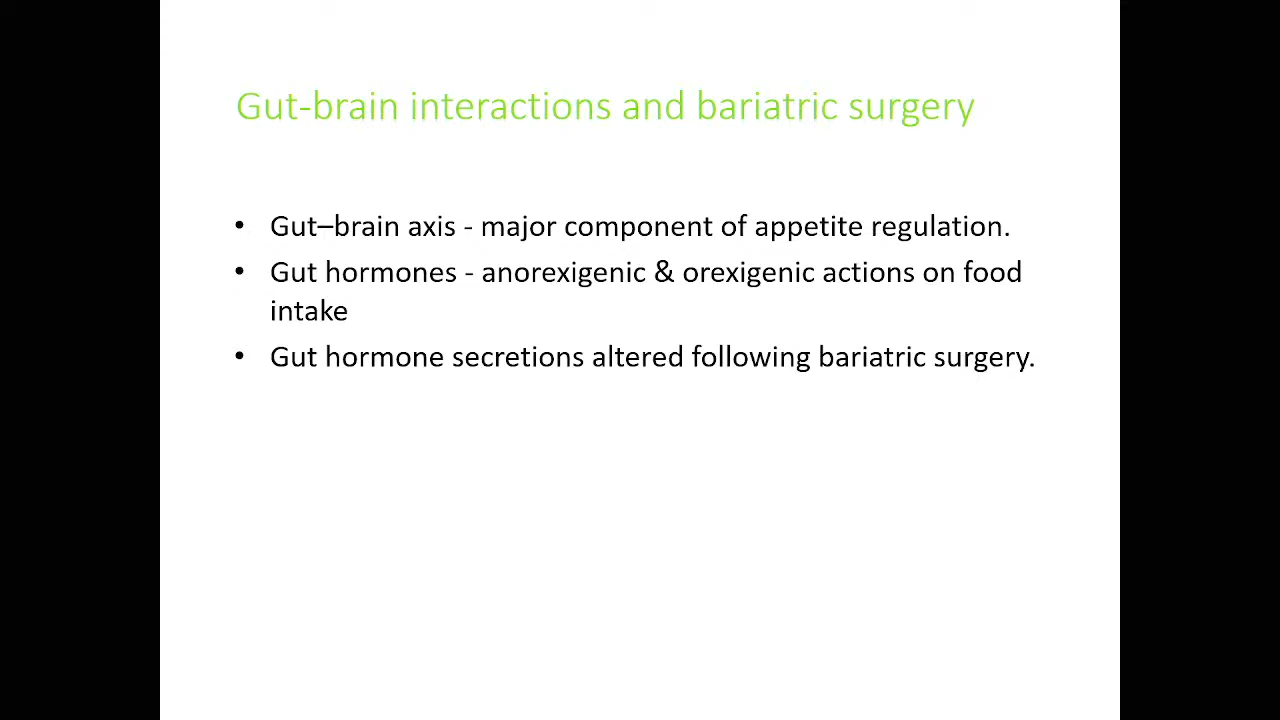 Gut-brain interactions and bariatric surgery
• Gut–brain axis - major component of appetite regulation.
• Gut hormones - anorexigenic & orexigenic actions on food
intake
• Gut hormone secretions altered following bariatric surgery.